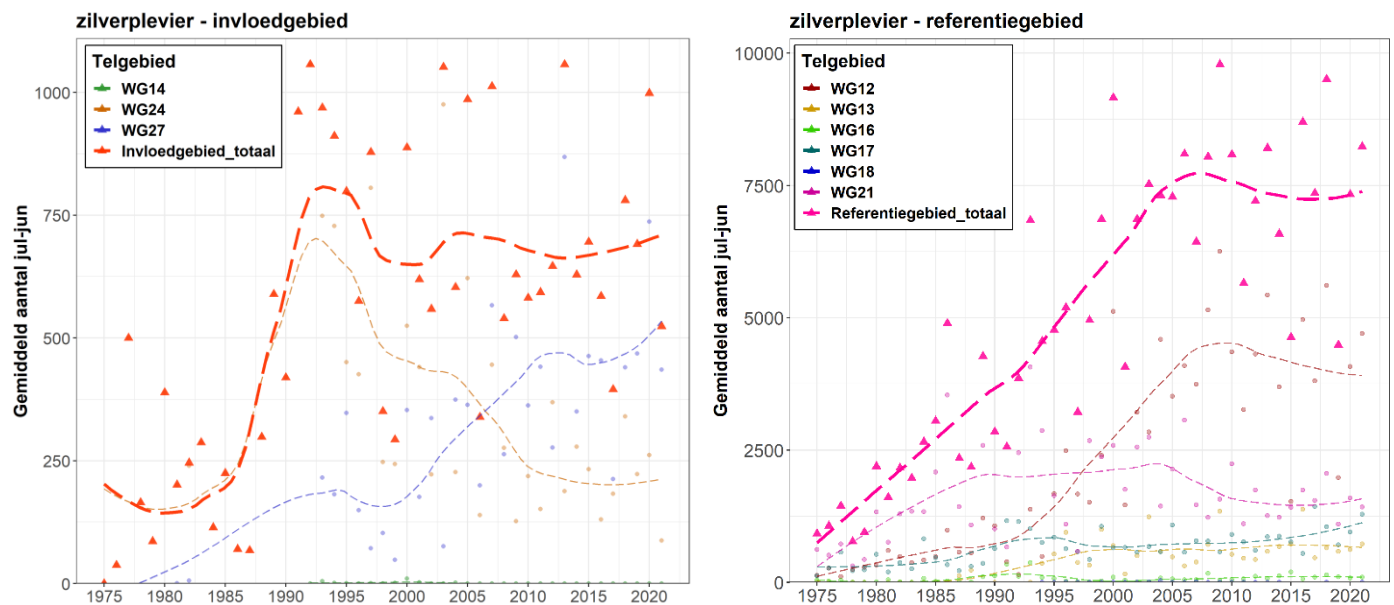 zilverplevier - invloedgebied
Gemiddeld aantal jul-jun
1000
750
500
250
0
Telgebied
WG14
WG24
WG27
Invloedgebied_totaal
1975 1980 1985 1990 1995 2000 2005 2010 2015 2020
zilverplevier - referentiegebied
Gemiddeld aantal jul-jun
10000
7500
5000
2500
0
Telgebied
WG12
WG13
WG16
WG17
WG18
WG21
Referentiegebied_totaal
1975 1980 1985 1990 1995 2000 2005 2010 2015 2020